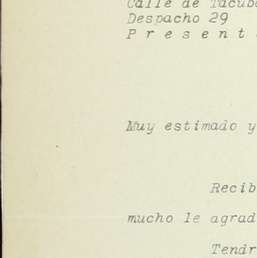 Calle de Tacub
Despacho 29
P r e s e n t
Muy estimado y
Recib
mucho le agrad
Tendr